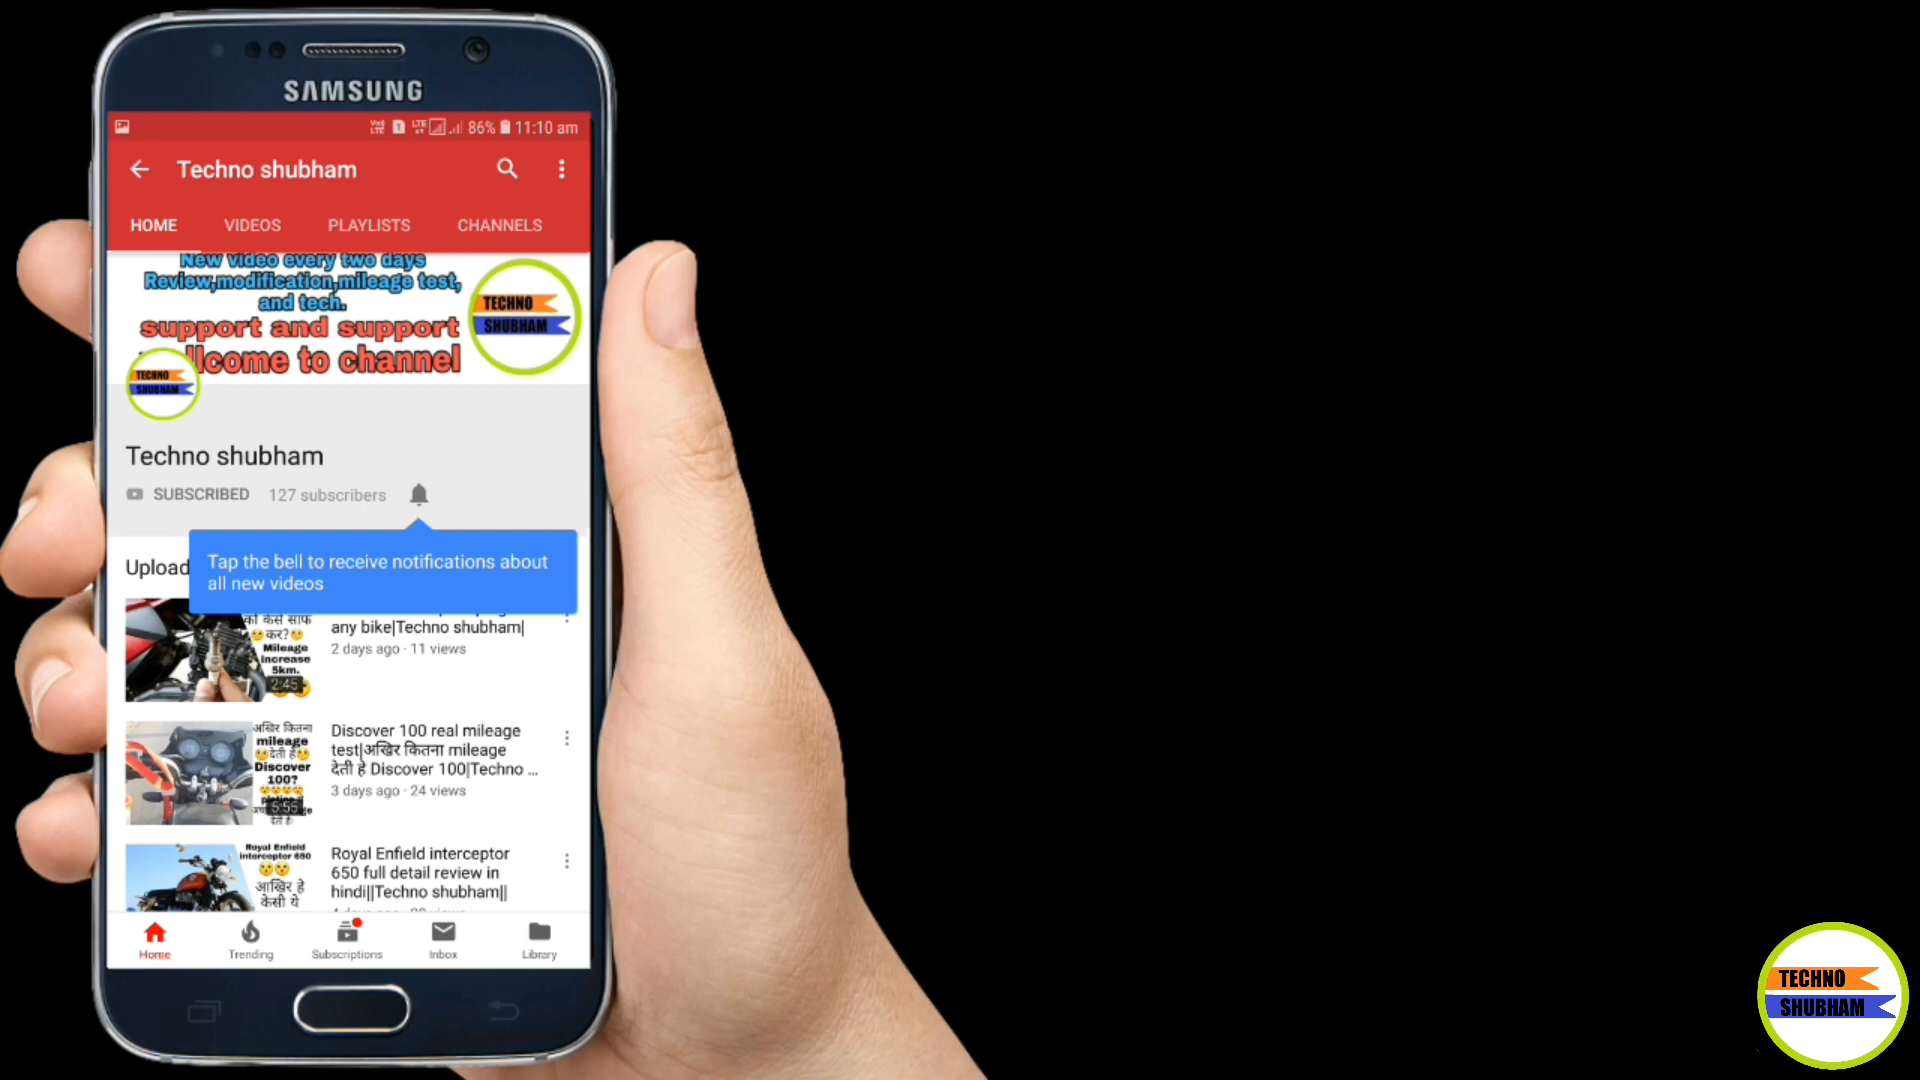 SAMSUNG
86% 11:10 am
Techno shubham
HOME VIDEOS PLAYLISTS CHANNELS
New video every two days
Review,modification,mileage test,
and tech.
support and support
llcome to channel
TECHNO
SHUBHAM
TECHNO
SHUBHAM
Techno shubham
SUBSCRIBED 127 subscribers
Tap the bell to receive notifications about
all new videos
Upload
any bike|Techno shubham|
2 days ago · 11 views
को कैसे साफ
करे?
Mileage
increase
5km.
2:45
Discover 100 real mileage
test|अखिर कितना mileage
देती हे Discover 100|Techno ...
3 days ago · 24 views
अखिर कितना
mileage
देती हे
Discover
100?
5:55
Royal Enfield interceptor
650 full detail review in
hindi||Techno shubham||
Royal Enfield
interceptor 650
आखिर हे
केसी ये
Home Trending Subscriptions Inbox Library
TECHNO
SHUBHAM